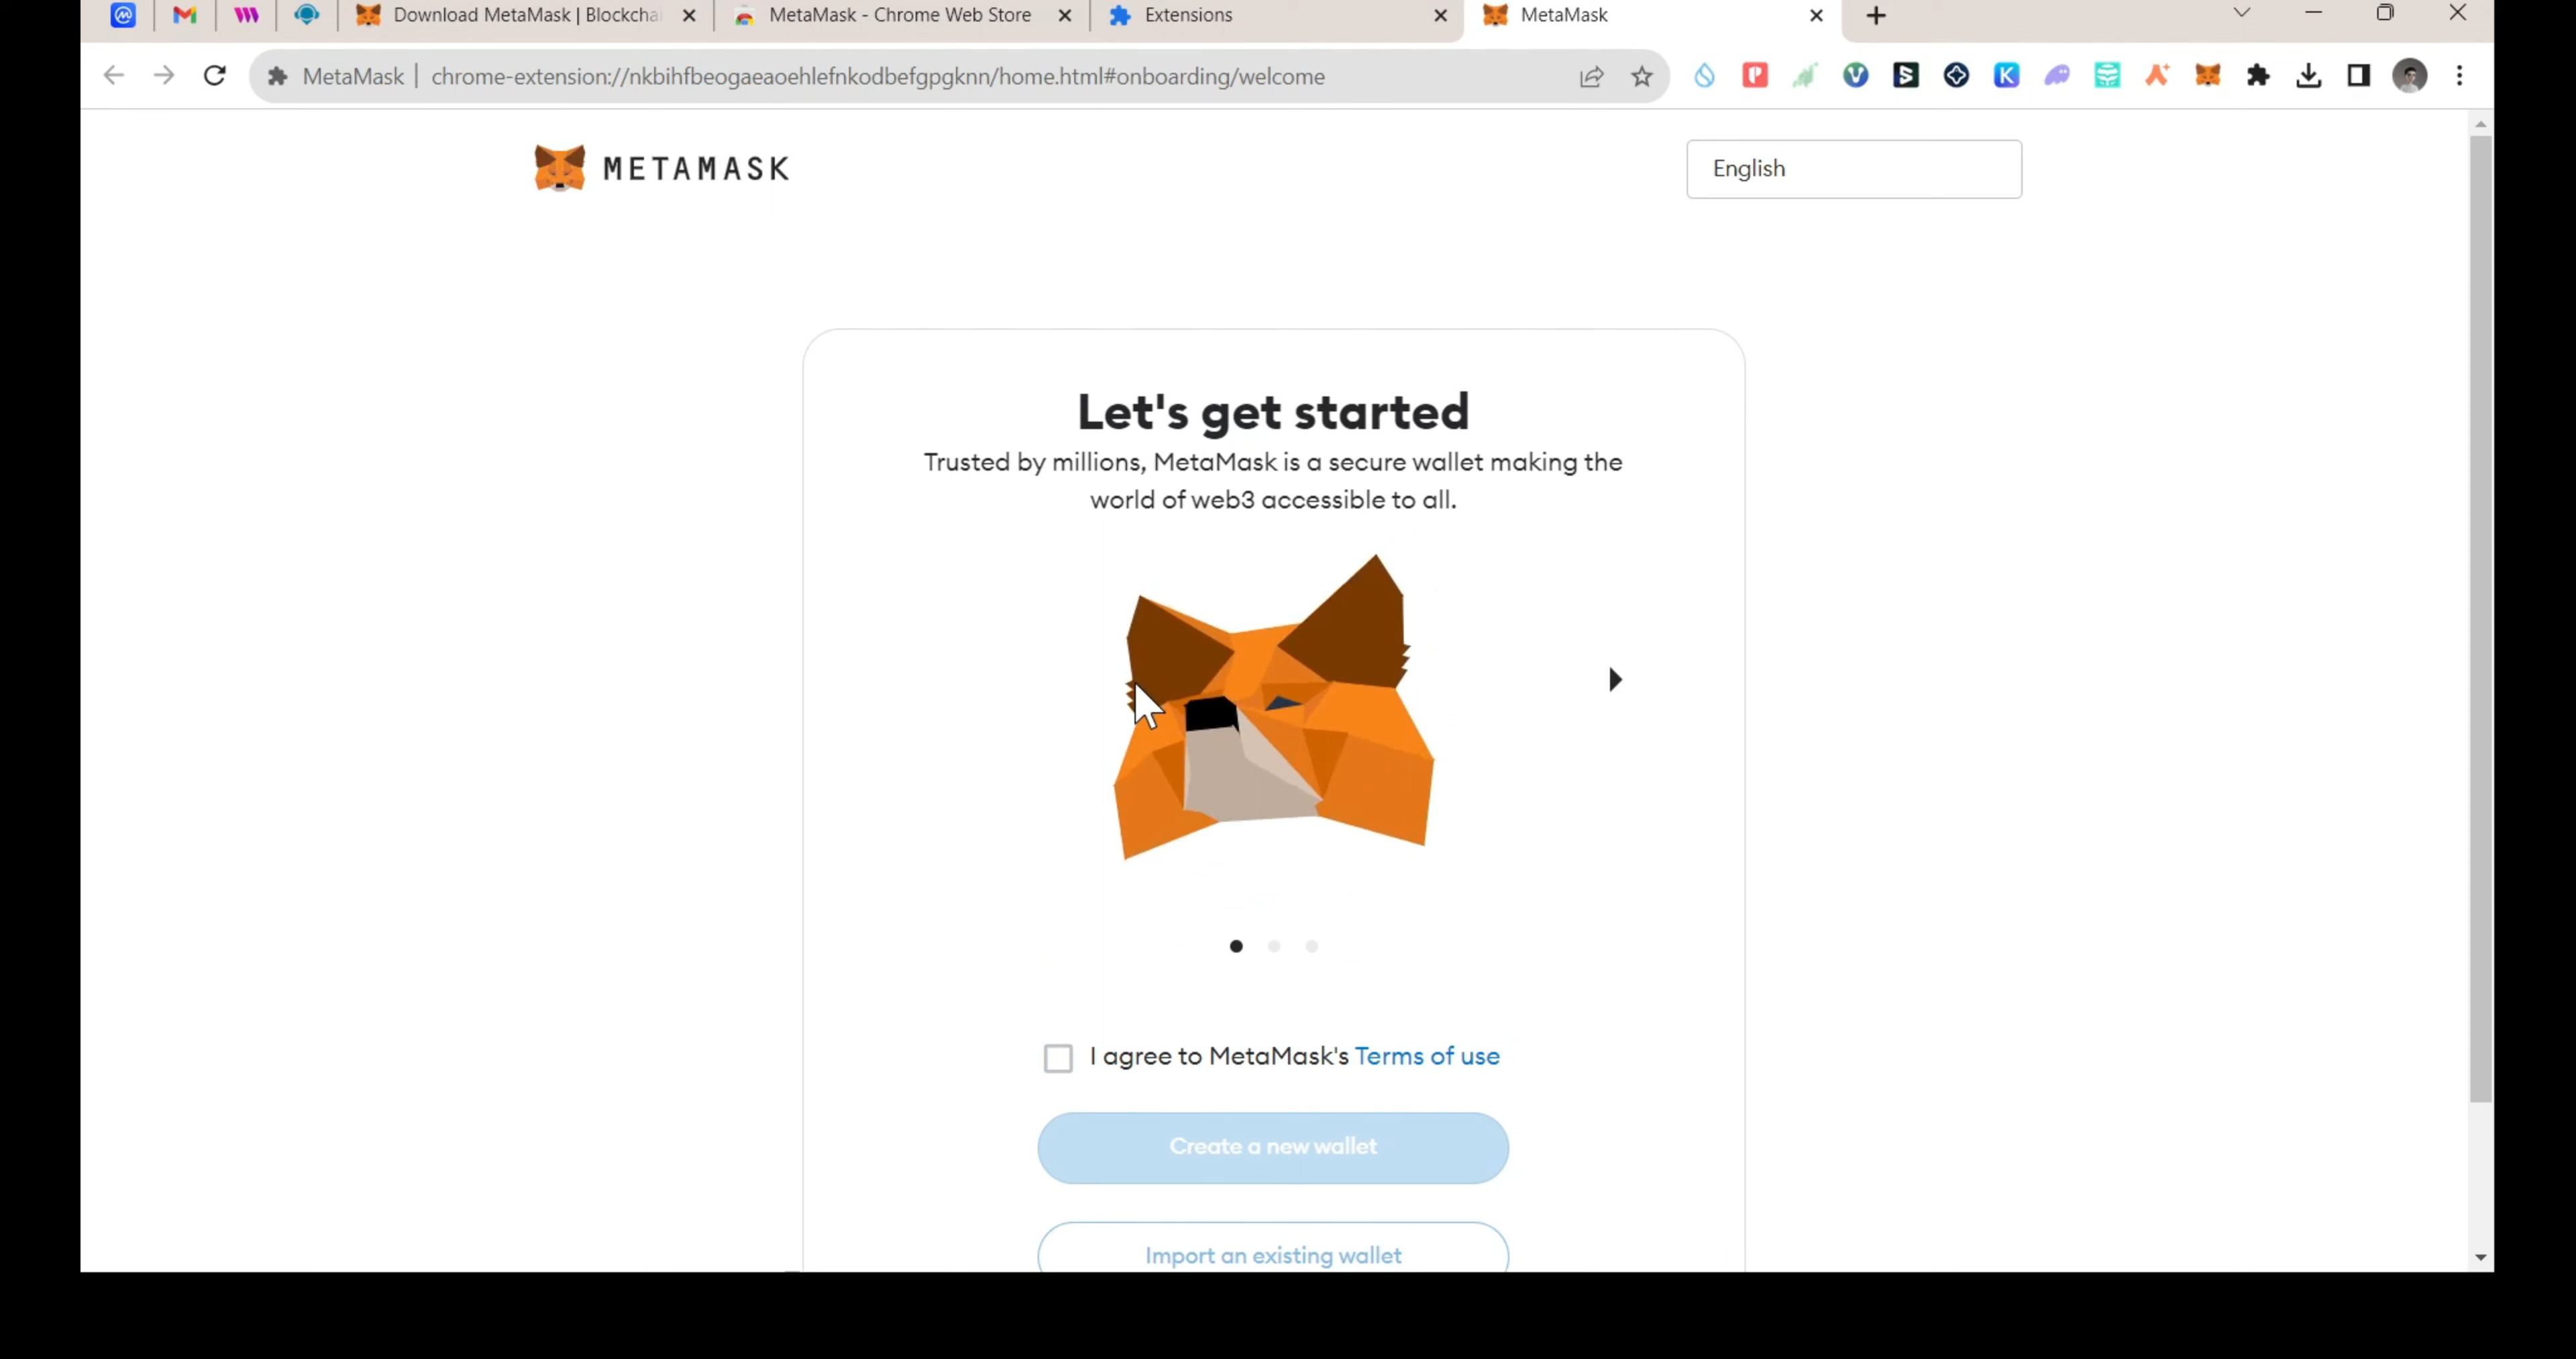 Download MetaMask | Blockchai
MetaMask - Chrome Web Store
Extensions
MetaMask
MetaMask | chrome-extension://nkbihfbeogaeaoehlefnkodbefgpgknn/home.html#onboarding/welcome
METAMASK
English
Let's get started
Trusted by millions, MetaMask is a secure wallet making the
world of web3 accessible to all.
I agree to MetaMask's Terms of use
Create a new wallet
Import an existing wallet